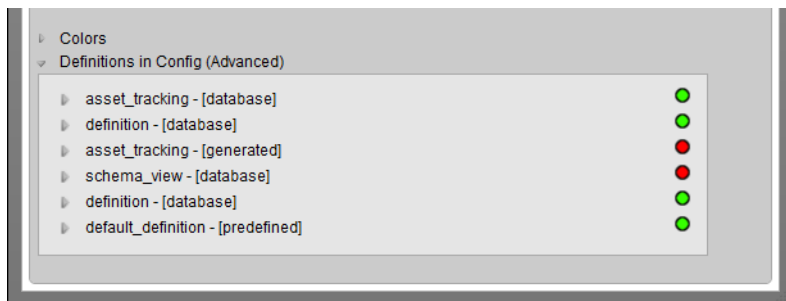 Colors
Definitions in Config (Advanced)
asset_tracking - [database]
definition - [database]
asset_tracking - [generated]
schema_view - [database]
definition - [database]
default_definition - [predefined]